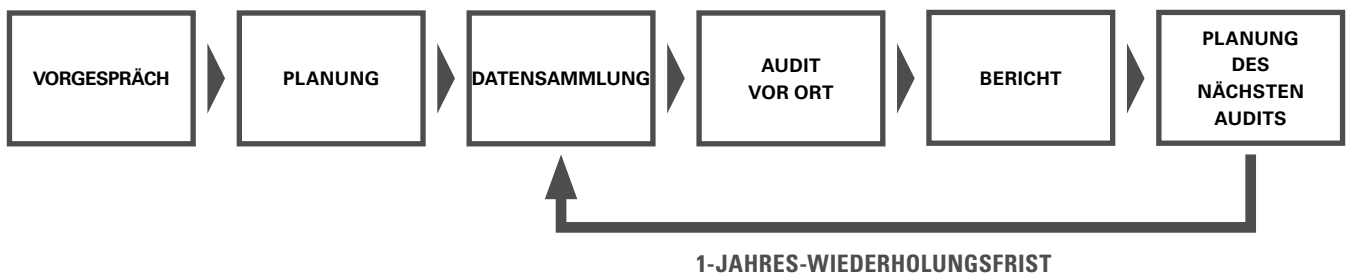 VORGESPRÄCH
PLANUNG
DATENSAMMLUNG
AUDIT
VOR ORT
BERICHT
PLANUNG
DES
NÄCHSTEN
AUDITS
1-JAHRES-WIEDERHOLUNGSFRIST